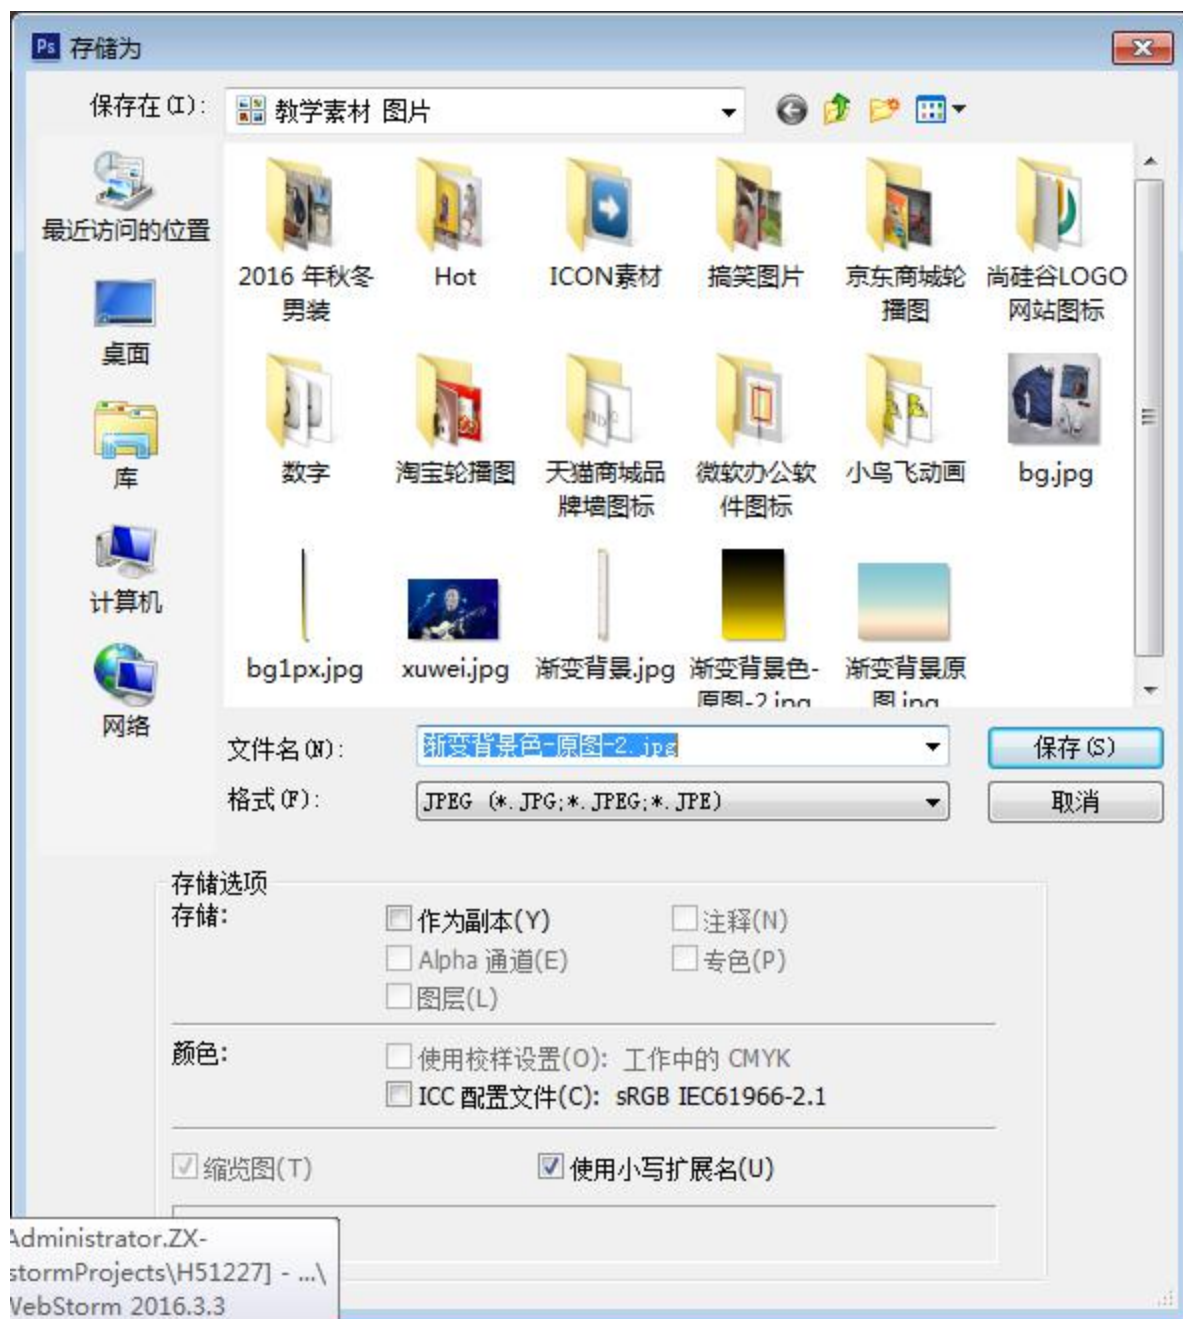 Ps 存储为
保存在(I):
教学素材 图片
最近访问的位置
桌面
库
计算机
网络
2016 年秋冬
男装
Hot
ICON素材
搞笑图片
京东商城轮
播图
尚硅谷LOGO
网站图标
数字
淘宝轮播图
天猫商城品
牌墙图标
微软办公软
件图标
小鸟飞动画
bg.jpg
bg1px.jpg
xuwei.jpg
渐变背景.jpg
渐变背景色-
原图-2.jpg
渐变背景原
图.jpg
文件名(N):
渐变背景色-原图-2.jpg
保存(S)
格式(F):
JPEG (*.JPG;*.JPEG;*.JPE)
取消
存储选项
存储:
作为副本(Y)
注释(N)
Alpha 通道(E)
专色(P)
图层(L)
颜色:
使用校样设置(O): 工作中的 CMYK
ICC 配置文件(C): sRGB IEC61966-2.1
缩览图(T)
使用小写扩展名(U)
Administrator.ZX-
stormProjects\H51227] - ...\
WebStorm 2016.3.3